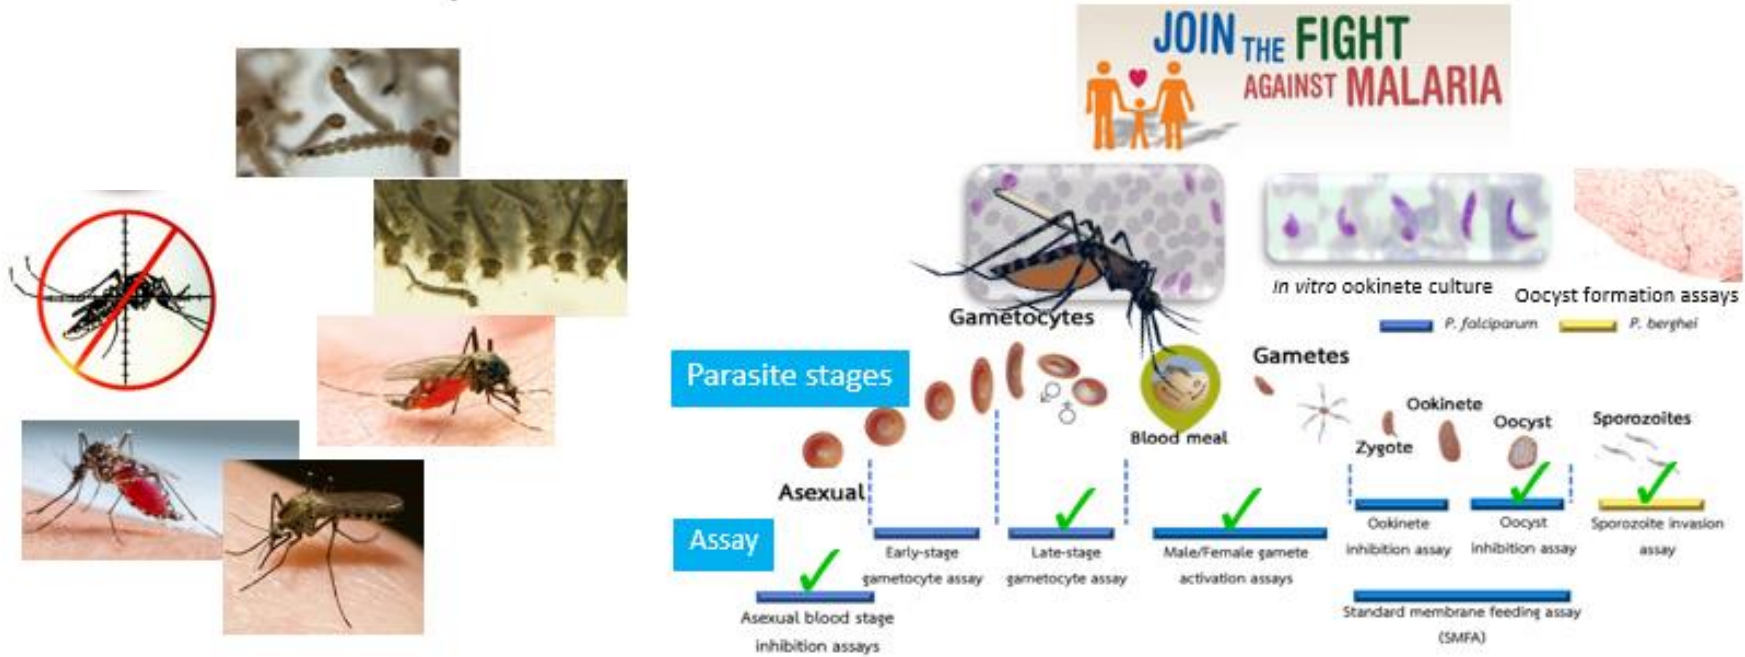 JOIN THE FIGHT
AGAINST MALARIA
In vitro ookinete culture
Oocyst formation assays
P. falciparum
P. berghei
Gametocytes
Parasite stages
Gametes
Blood meal
Zygote
Ookinete
Oocyst
Sporozoites
Asexual
Assay
Early-stage
gametocyte assay
Late-stage
gametocyte assay
Male/Female gamete
activation assays
Ookinete
inhibition assay
Oocyst
inhibition assay
Sporozoite invasion
assay
Asexual blood stage
inhibition assays
Standard membrane feeding assay
(SMFA)